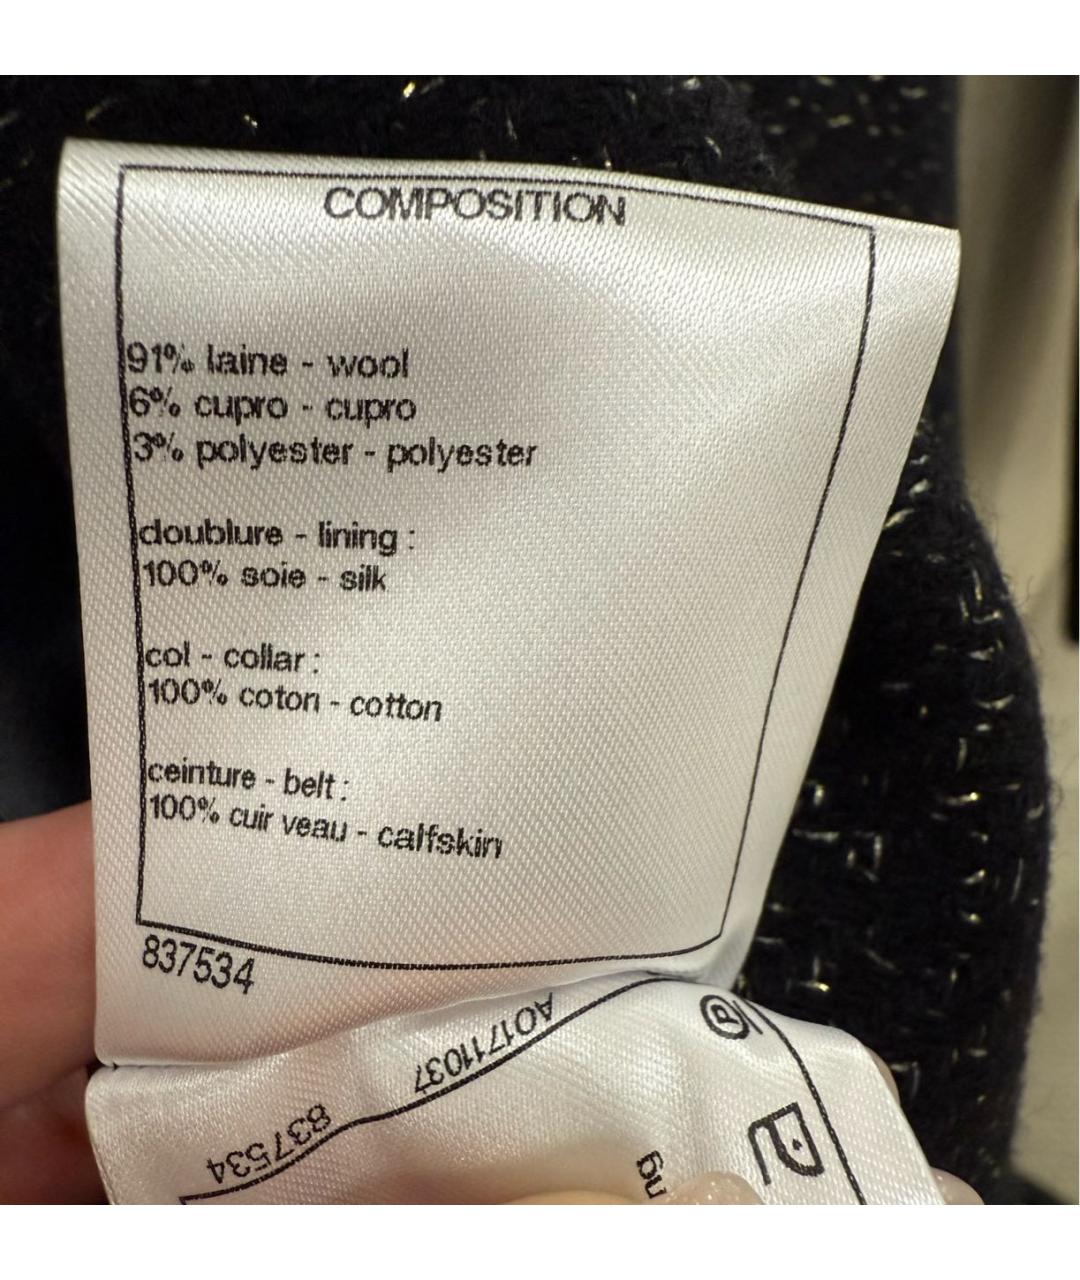 COMPOSITION
91% laine - wool
6% cupro - cupro
3% polyester - polyester
doublure - lining :
100% soie - silk
col - collar :
100% coton - cotton
ceinture - belt :
100% cuir veau - calfskin
837534
A01711037
837534
P